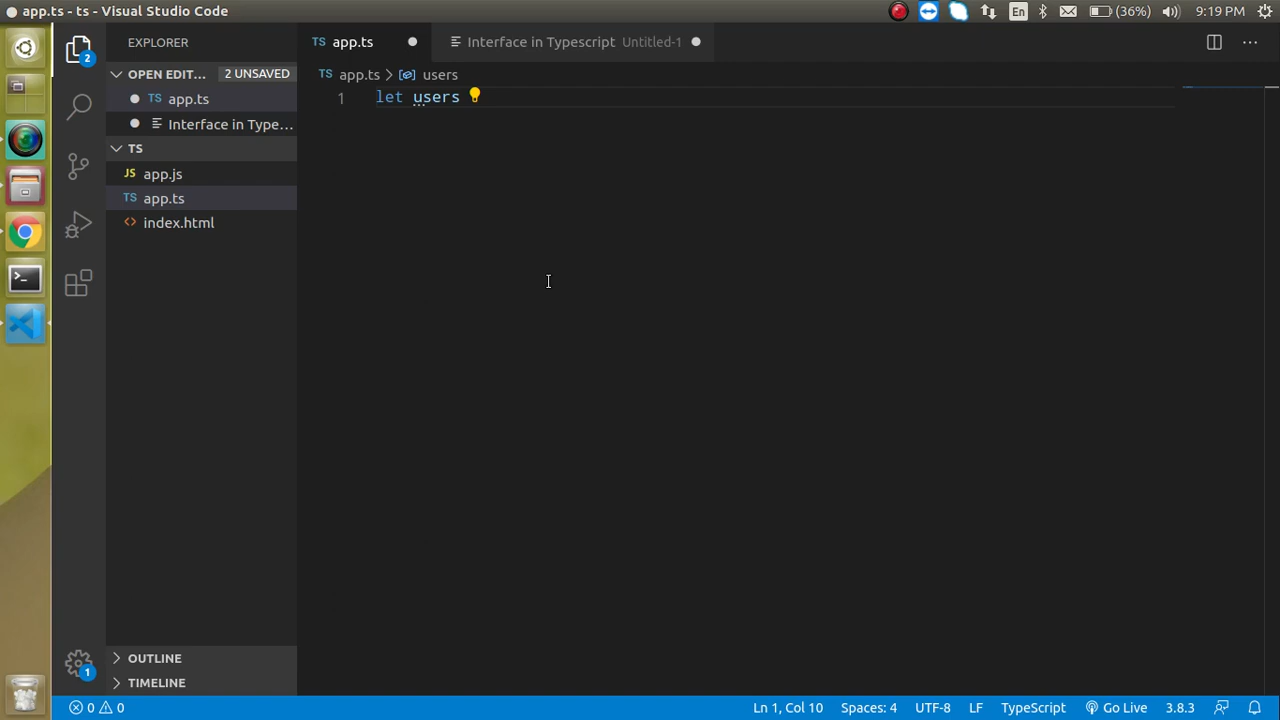 app.ts - ts - Visual Studio Code
En
(36%)
9:19 PM
EXPLORER
TS app.ts
Interface in Typescript Untitled-1
OPEN EDIT... 2 UNSAVED
TS app.ts
Interface in Type...
TS app.ts > users
1 let users
TS
JS app.js
TS app.ts
<> index.html
2
OUTLINE
TIMELINE
1
0 0
Ln 1, Col 10
Spaces: 4
UTF-8
LF
TypeScript
Go Live
3.8.3